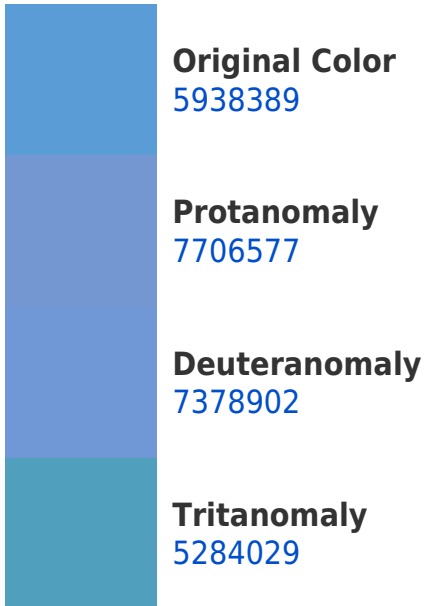 Original Color
5938389
Protanomaly
7706577
Deuteranomaly
7378902
Tritanomaly
5284029